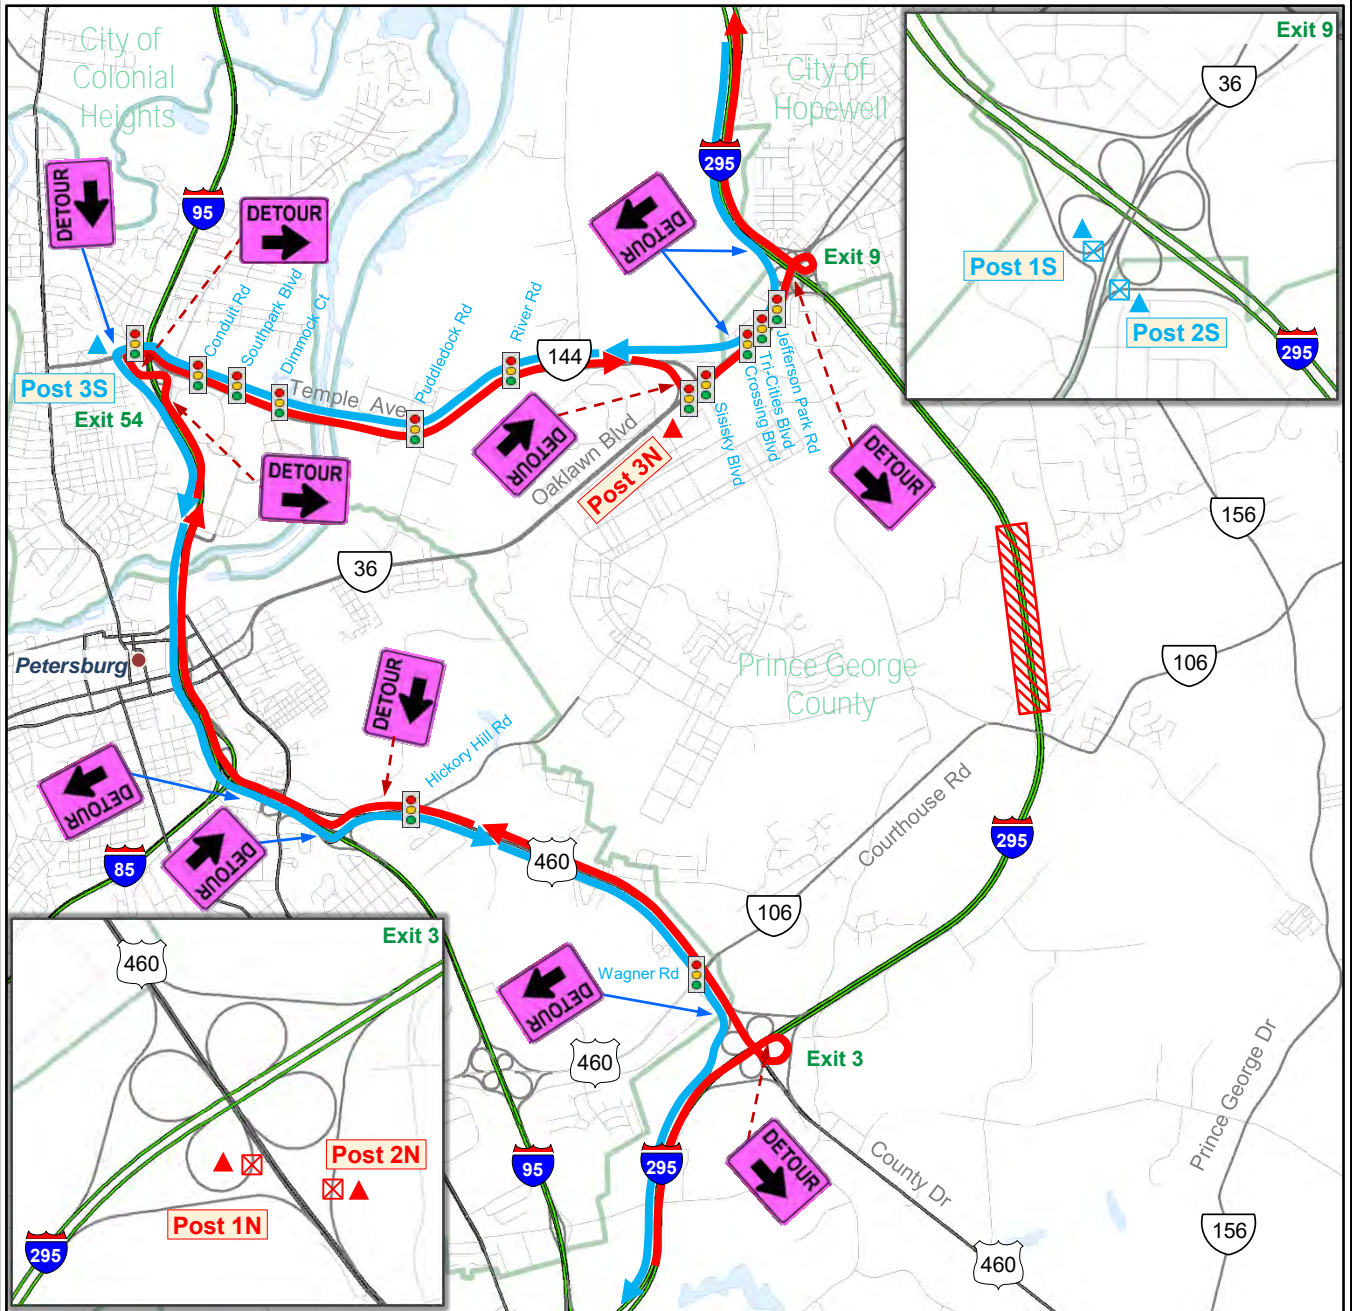 City of
Colonial
Heights
City of
Hopewell
Exit 9
36
Post 1S
Post 2S
295
295
95
DETOUR
DETOUR
DETOUR
Exit 9
Conduit Rd
Southpark Blvd
Dimmock Ct
Puddledock Rd
River Rd
144
Temple Ave
Jefferson Park Rd
Tri-Cities Blvd
Crossing Blvd
Sisisky Blvd
Post 3S
Exit 54
DETOUR
DETOUR
Oaklawn Blvd
Post 3N
DETOUR
156
36
106
Petersburg
Prince George
County
DETOUR
Hickory Hill Rd
DETOUR
DETOUR
85
460
Courthouse Rd
295
106
Wagner Rd
DETOUR
460
Exit 3
Exit 3
460
Post 2N
Post 1N
295
95
295
DETOUR
County Dr
Prince George Dr
156
460